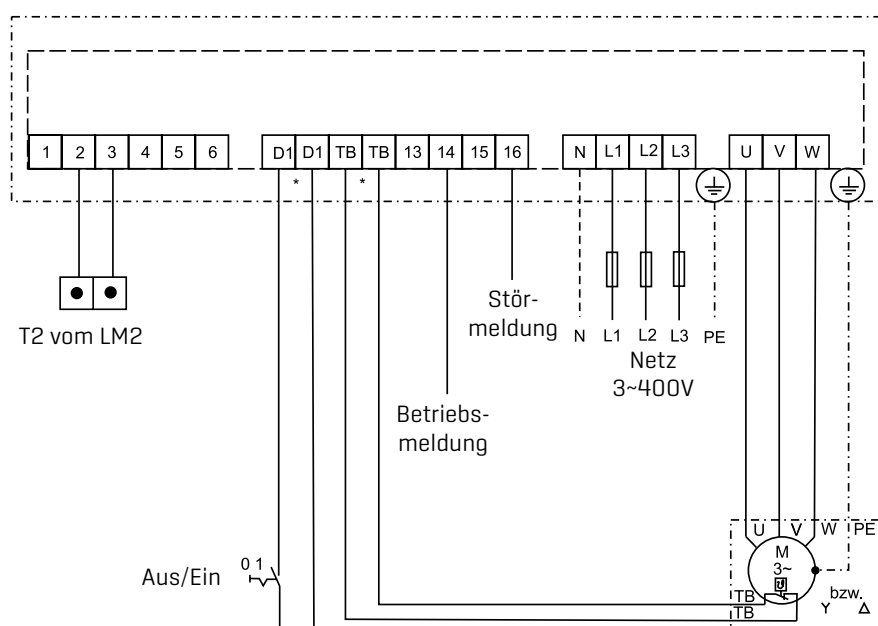 1 2 3 4 5 6 D1 D1 TB TB 13 14 15 16 N L1 L2 L3 U V W
* *
T2 vom LM2
Stör-
meldung
N L1 L2 L3 PE
Netz
3~400V
Betriebs-
meldung
U V W PE
M
3~
Aus/Ein
0 1
TB
TB
bzw.
Y Δ